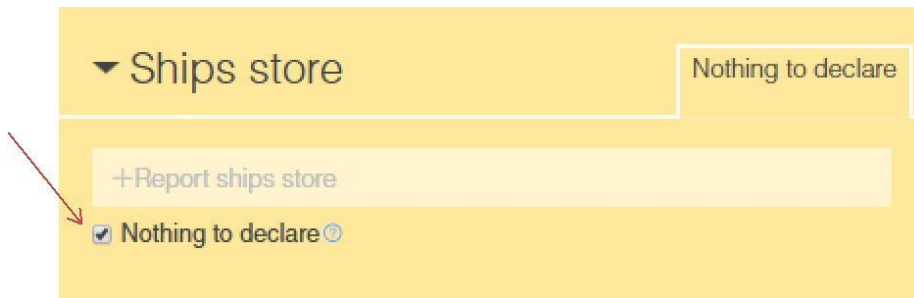 Ships store
Nothing to declare
+Report ships store
Nothing to declare